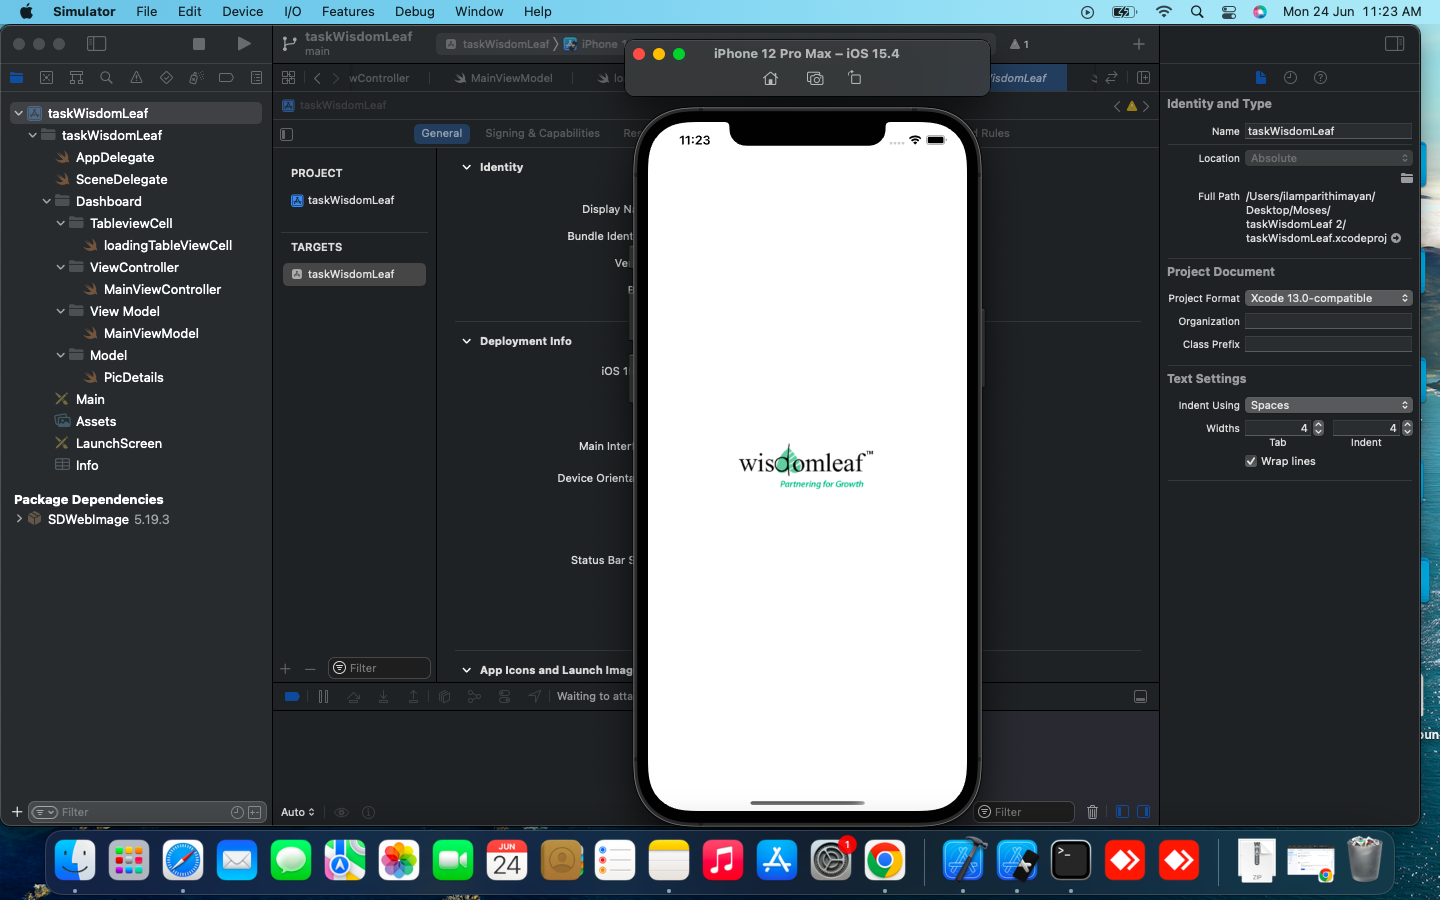 Simulator File Edit Device I/O Features Debug Window Help
Mon 24 Jun 11:23 AM
taskWisdomLeaf
main
taskWisdomLeaf
iPhone 1
1
iPhone 12 Pro Max – iOS 15.4
wController
MainViewModel
lo
isdomLeaf
taskWisdomLeaf
General
Signing & Capabilities
Res
d Rules
taskWisdomLeaf
taskWisdomLeaf
AppDelegate
SceneDelegate
Dashboard
TableviewCell
loadingTableViewCell
ViewController
MainViewController
View Model
MainViewModel
Model
PicDetails
Main
Assets
LaunchScreen
Info
Package Dependencies
SDWebImage 5.19.3
Filter
PROJECT
taskWisdomLeaf
TARGETS
taskWisdomLeaf
Filter
Identity
Display Na
Bundle Identi
Ve
B
Deployment Info
iOS 1
Main Interf
Device Orienta
Status Bar S
App Icons and Launch Imag
Waiting to atta
Auto
Filter
11:23
wisdomleaf™
Partnering for Growth
Identity and Type
Name taskWisdomLeaf
Location Absolute
Full Path /Users/ilamparithimayan/
Desktop/Moses/
taskWisdomLeaf 2/
taskWisdomLeaf.xcodeproj
Project Document
Project Format Xcode 13.0-compatible
Organization
Class Prefix
Text Settings
Indent Using Spaces
Widths 4 4
Tab Indent
Wrap lines
oun
JUN
24
1
>_
ZIP